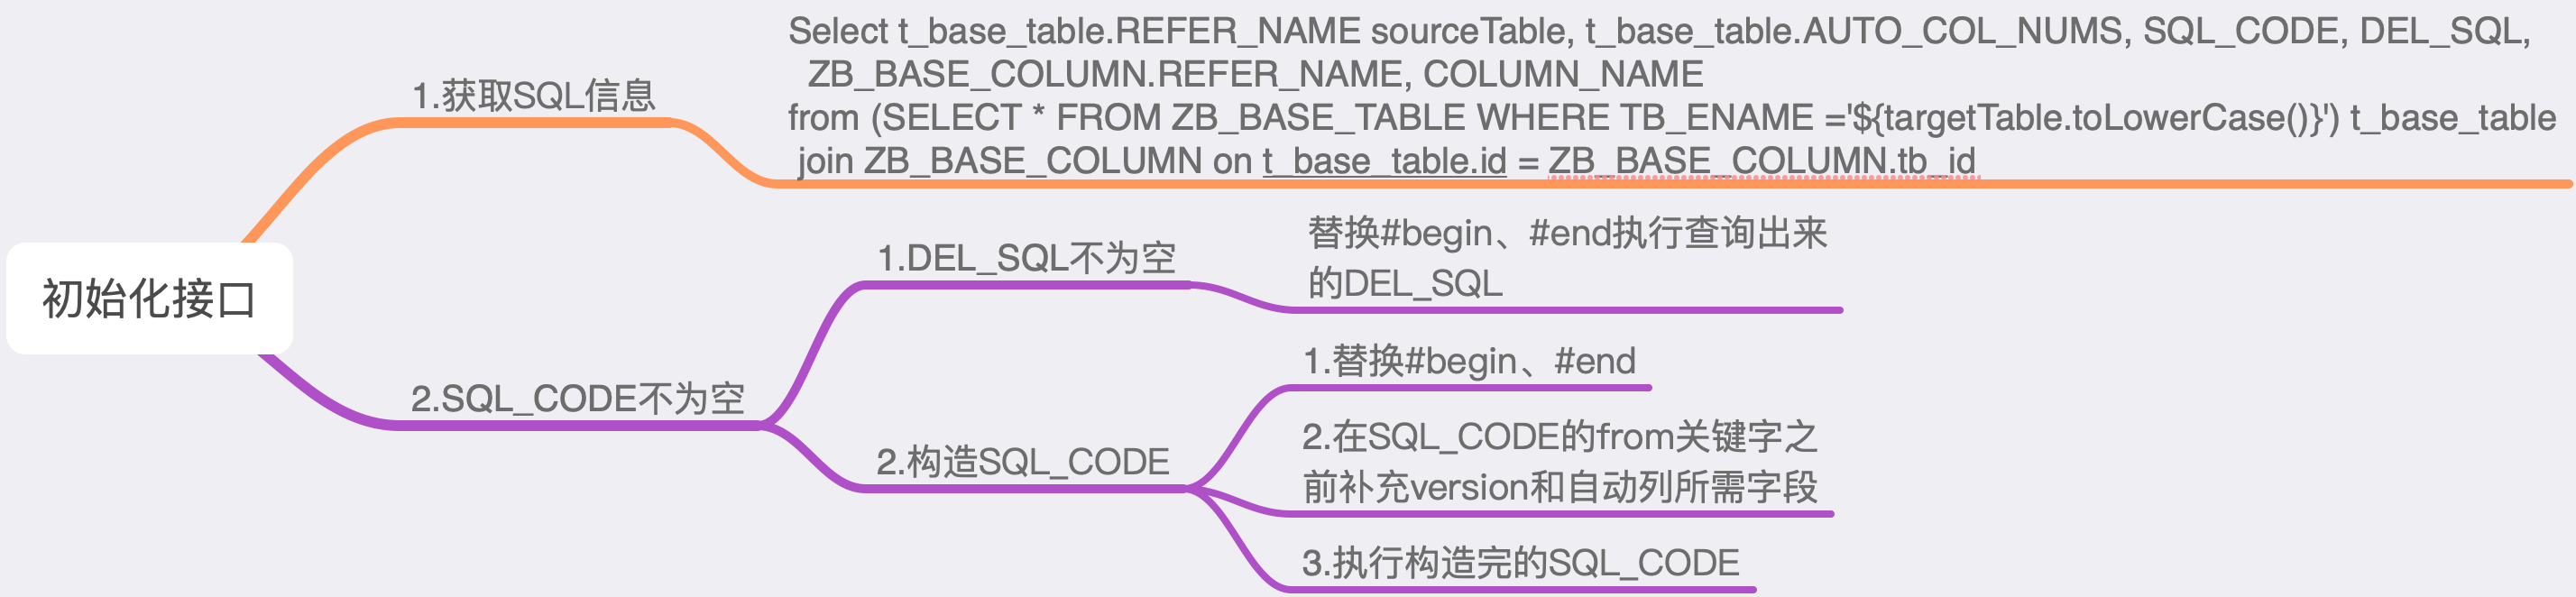 初始化接口
1.获取SQL信息
Select t_base_table.REFER_NAME sourceTable, t_base_table.AUTO_COL_NUMS, SQL_CODE, DEL_SQL,
ZB_BASE_COLUMN.REFER_NAME, COLUMN_NAME
from (SELECT * FROM ZB_BASE_TABLE WHERE TB_ENAME ='${targetTable.toLowerCase()}') t_base_table
join ZB_BASE_COLUMN on t_base_table.id = ZB_BASE_COLUMN.tb_id
2.SQL_CODE不为空
1.DEL_SQL不为空
替换#begin、#end执行查询出来
的DEL_SQL
2.构造SQL_CODE
1.替换#begin、#end
2.在SQL_CODE的from关键字之
前补充version和自动列所需字段
3.执行构造完的SQL_CODE